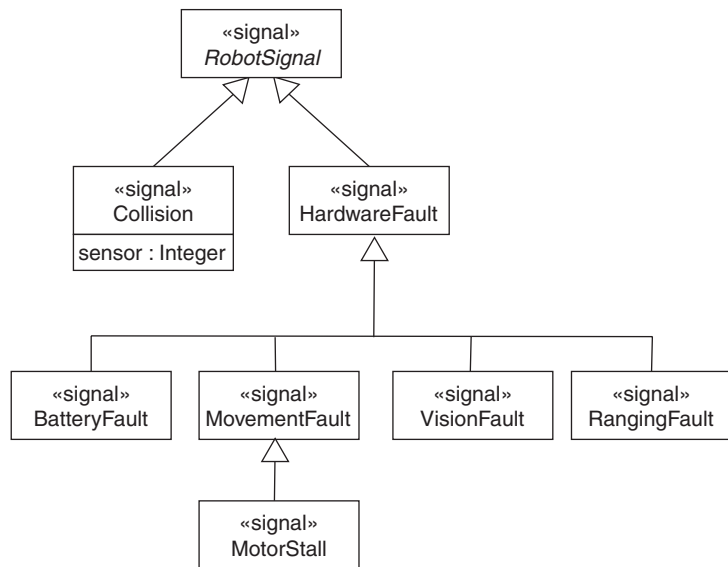 «signal»
RobotSignal
«signal»
Collision
sensor : Integer
«signal»
HardwareFault
«signal»
BatteryFault
«signal»
MovementFault
«signal»
VisionFault
«signal»
RangingFault
«signal»
MotorStall